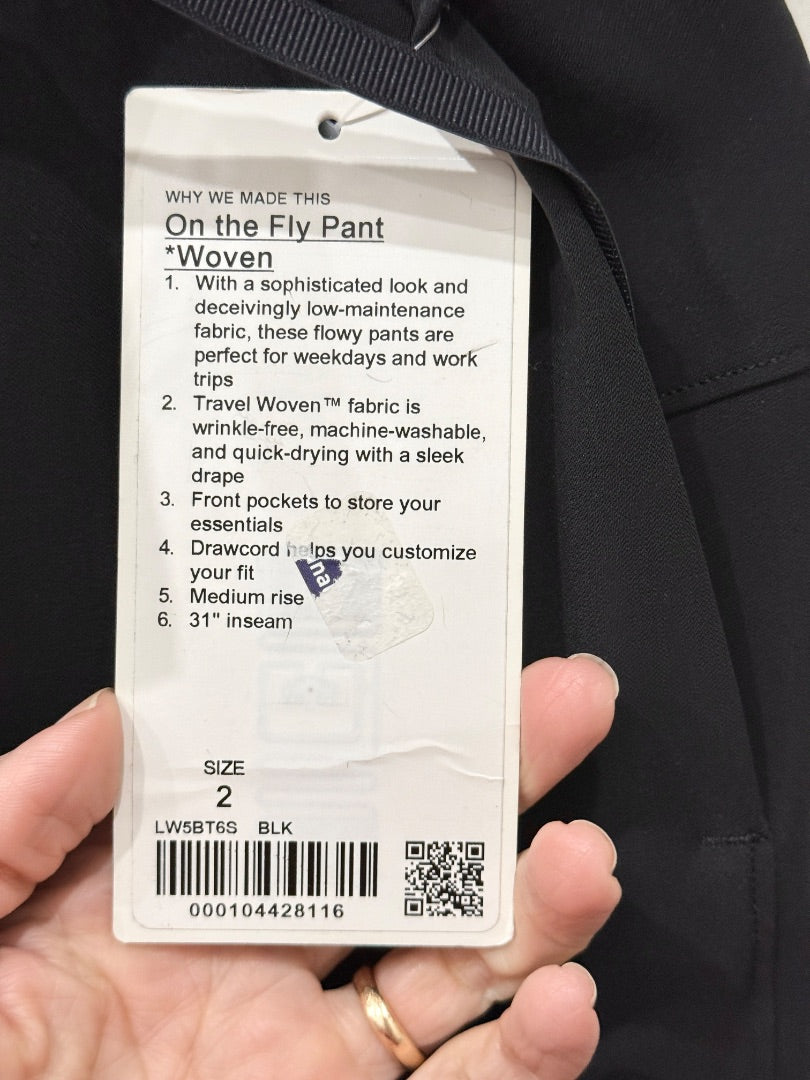 WHY WE MADE THIS
On the Fly Pant
*Woven
1. With a sophisticated look and
deceivingly low-maintenance
fabric, these flowy pants are
perfect for weekdays and work
trips
2. Travel Woven™ fabric is
wrinkle-free, machine-washable,
and quick-drying with a sleek
drape
3. Front pockets to store your
essentials
4. Drawcord helps you customize
your fit
na
5. Medium rise
6. 31" inseam
SIZE
2
LW5BT6S BLK
000104428116